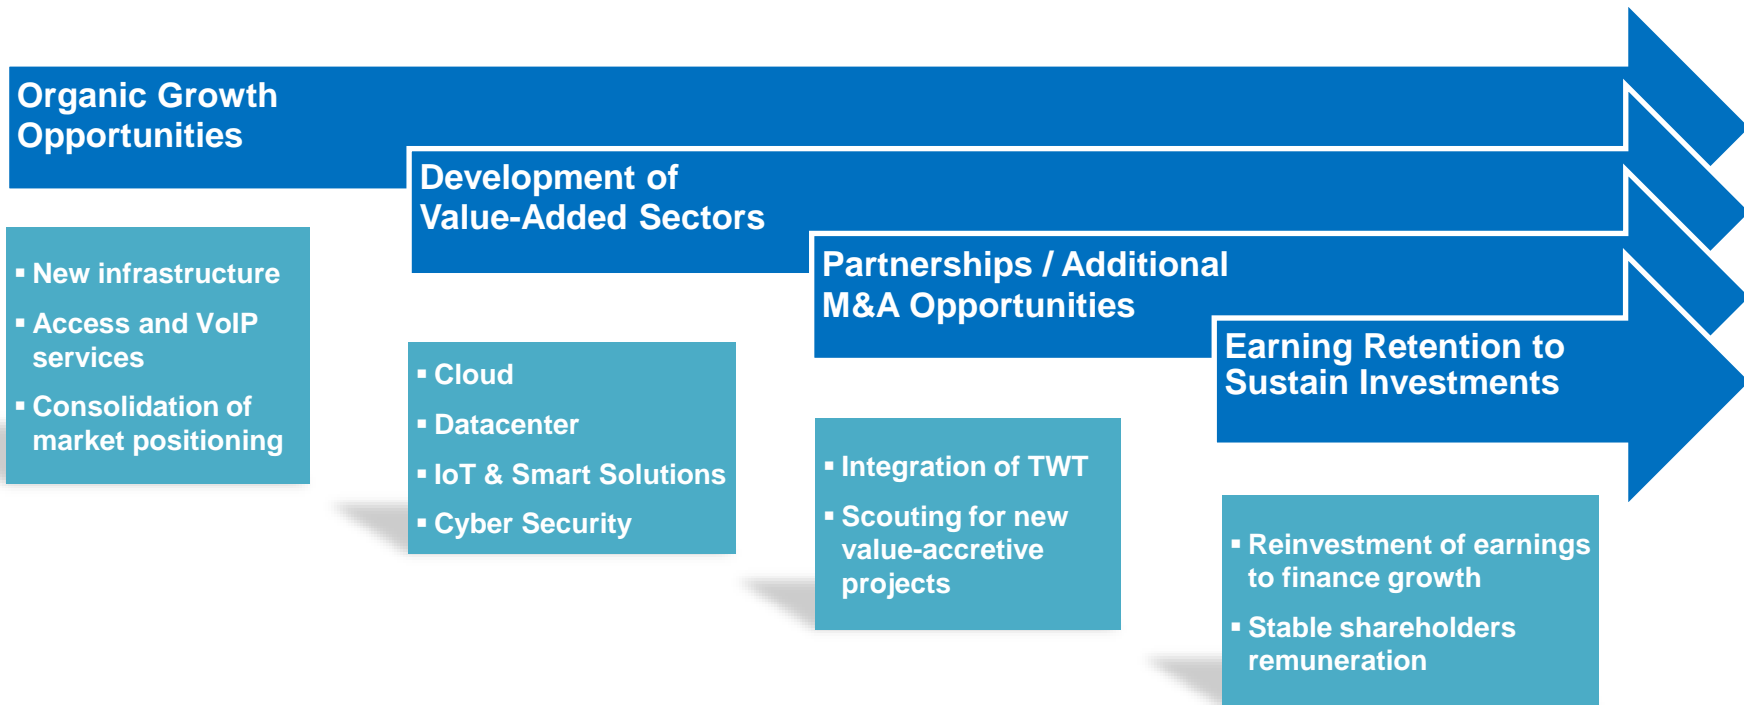 Organic Growth
Opportunities
Development of
Value-Added Sectors
Partnerships / Additional
M&A Opportunities
Earning Retention to
Sustain Investments
▪ New infrastructure
▪ Access and VoIP
services
▪ Consolidation of
market positioning
▪ Cloud
▪ Datacenter
▪ IoT & Smart Solutions
▪ Cyber Security
▪ Integration of TWT
▪ Scouting for new
value-accretive
projects
▪ Reinvestment of earnings
to finance growth
▪ Stable shareholders
remuneration